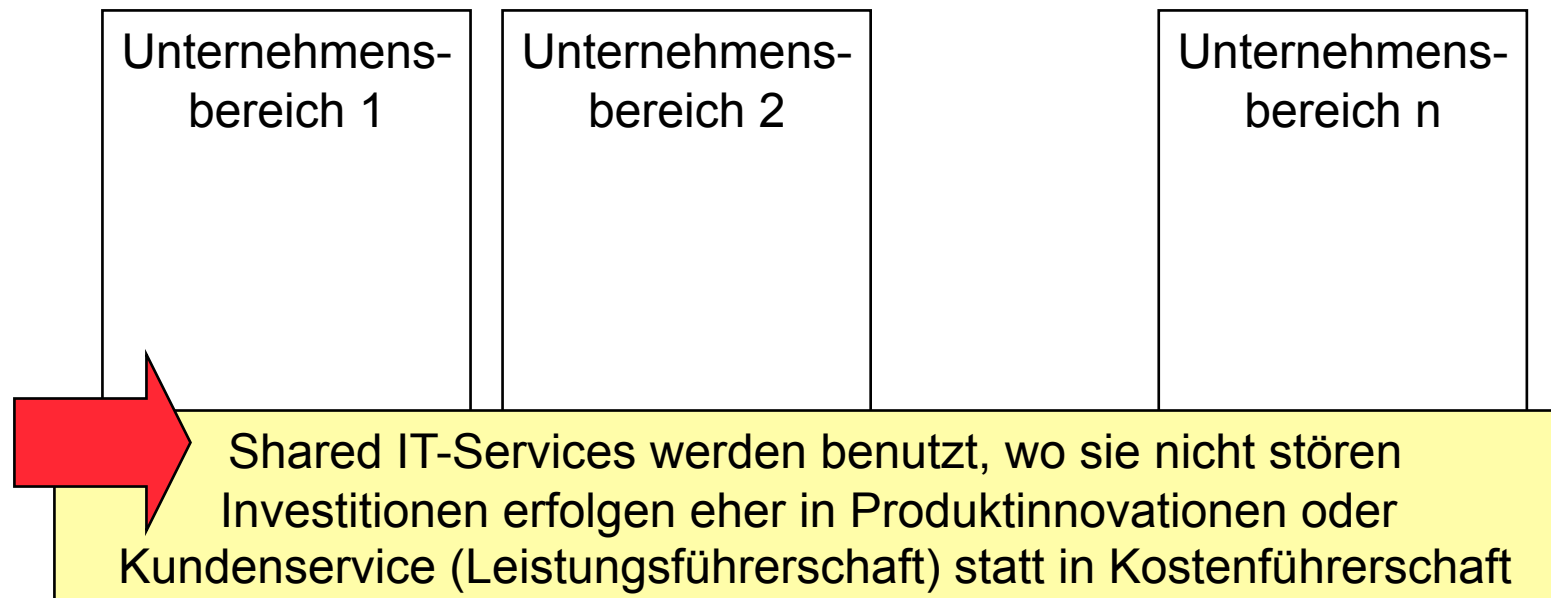 Unternehmens-
bereich 1
Unternehmens-
bereich 2
Unternehmens-
bereich n
Shared IT-Services werden benutzt, wo sie nicht stören
Investitionen erfolgen eher in Produktinnovationen oder
Kundenservice (Leistungsführerschaft) statt in Kostenführerschaft